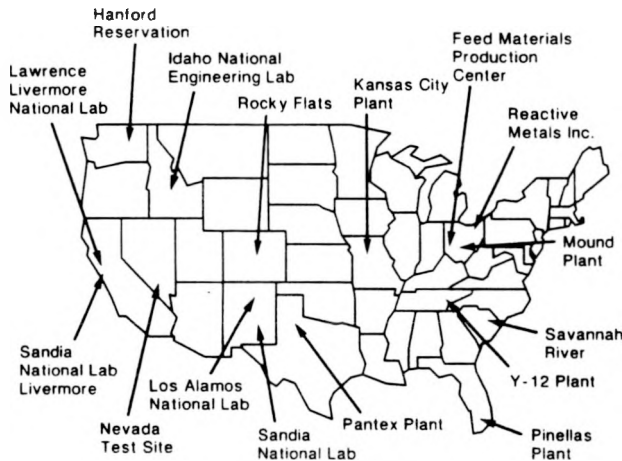 Hanford
Reservation
Lawrence
Livermore
National Lab
Idaho National
Engineering Lab
Rocky Flats
Kansas City
Plant
Feed Materials
Production
Center
Reactive
Metals Inc.
Mound
Plant
Savannah
River
Y-12 Plant
Pinellas
Plant
Pantex Plant
Sandia
National Lab
Los Alamos
National Lab
Nevada
Test Site
Sandia
National Lab
Livermore